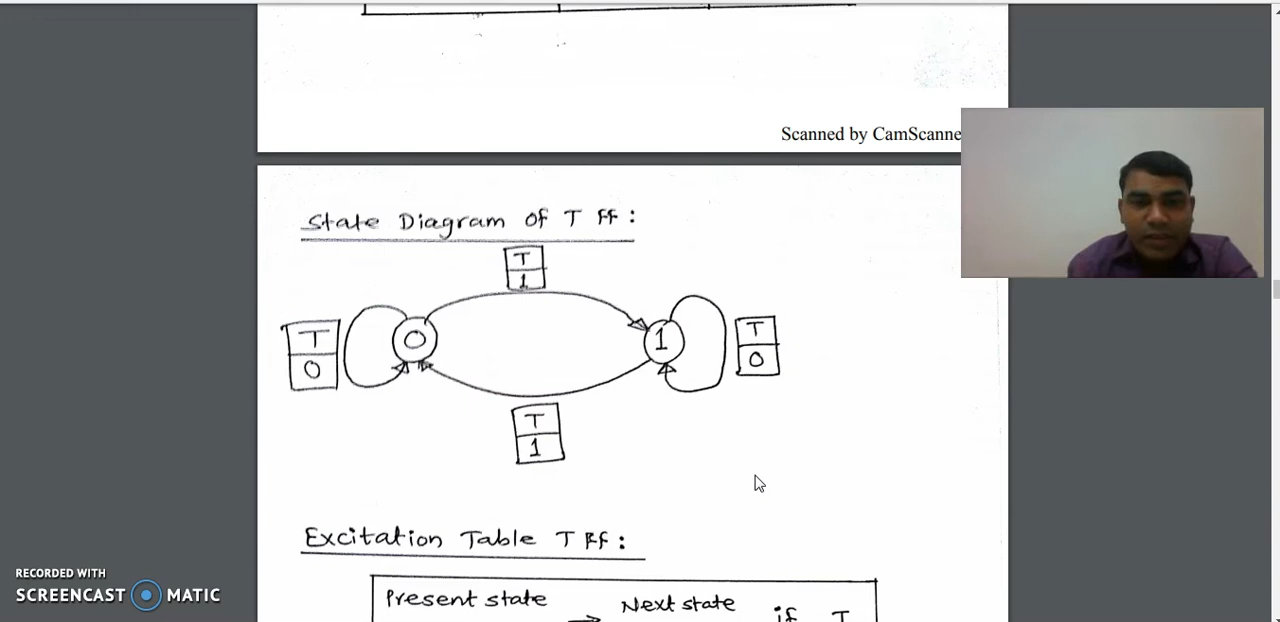 Scanned by CamScanne
State Diagram of T ff :
T
1
T
0
0
1
T
0
T
1
Excitation Table T ff :
Present state → Next state if T
RECORDED WITH
SCREENCAST MATIC